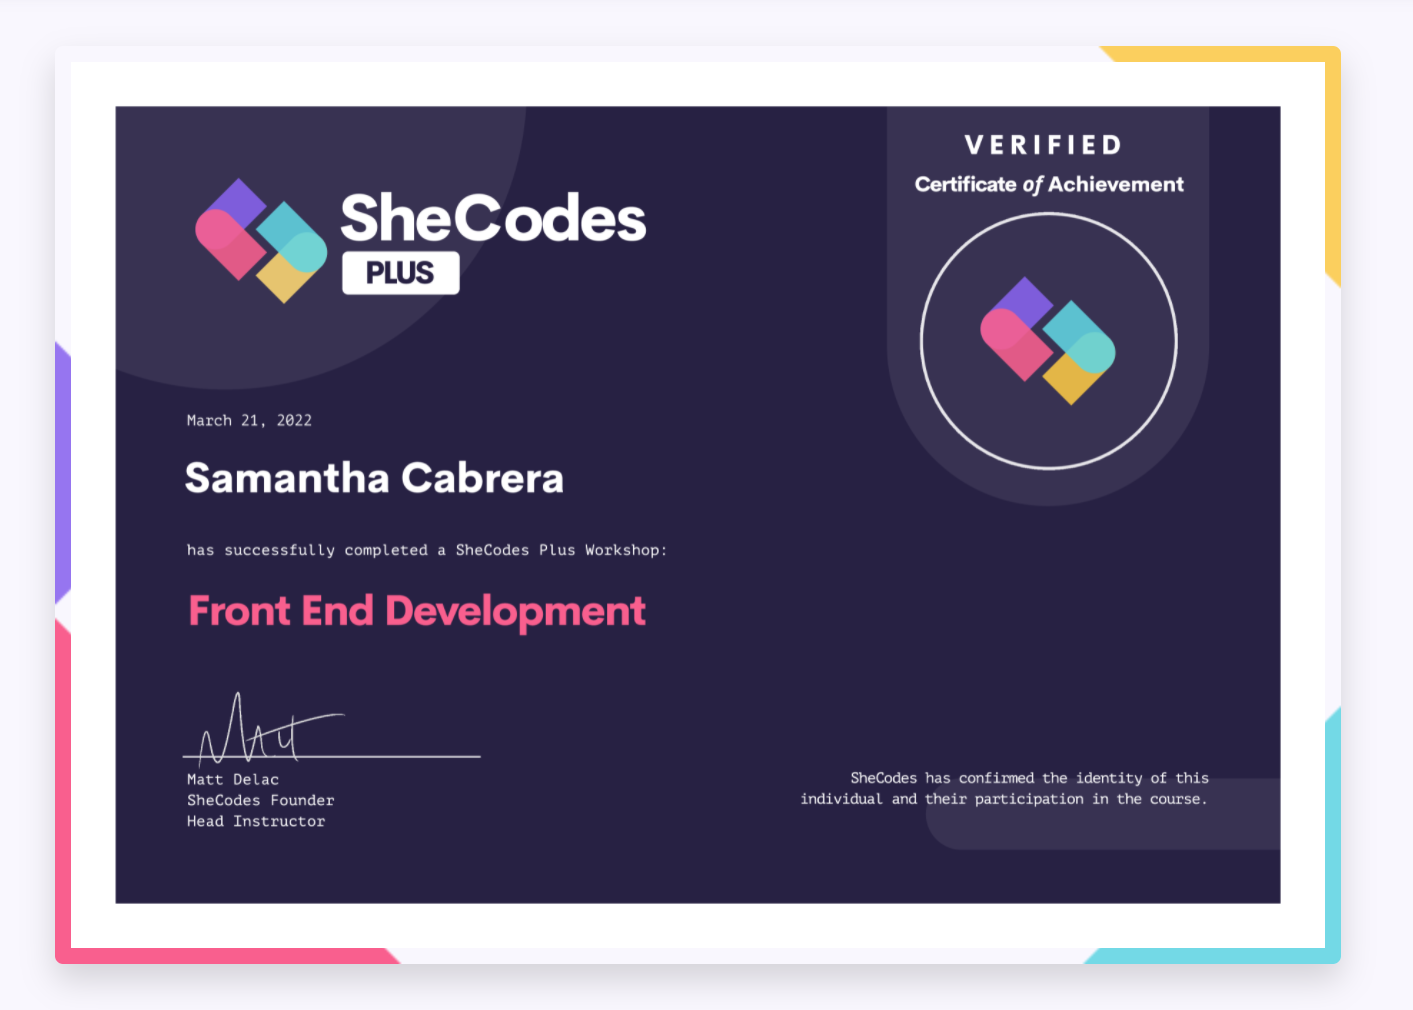 SheCodes
PLUS
VERIFIED
Certificate of Achievement
March 21, 2022
Samantha Cabrera
has successfully completed a SheCodes Plus Workshop:
Front End Development
Matt
Matt Delac
SheCodes Founder
Head Instructor
SheCodes has confirmed the identity of this
individual and their participation in the course.